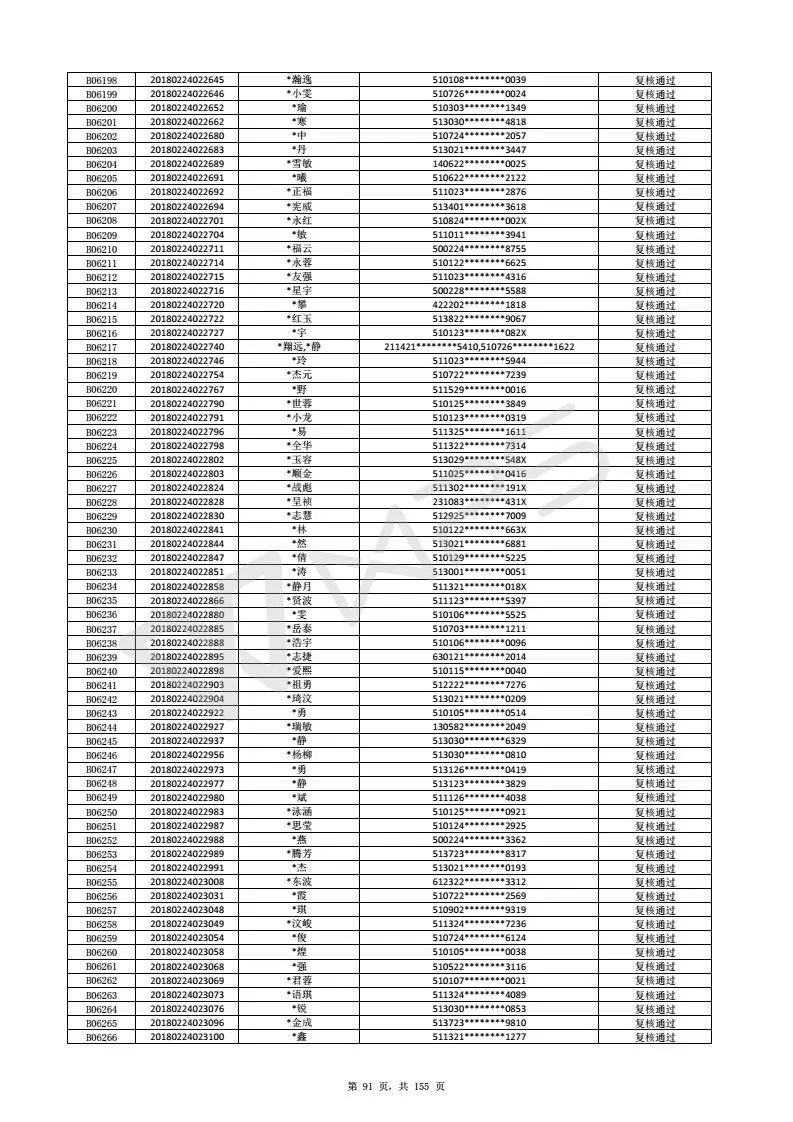 B06198 20180224022645 *瀚逸 510108********0039 复核通过
B06199 20180224022646 *小雯 510726********0024 复核通过
B06200 20180224022652 *瑜 510303********1349 复核通过
B06201 20180224022662 *寒 513030********4818 复核通过
B06202 20180224022680 *中 510724********2057 复核通过
B06203 20180224022683 *丹 513021********3447 复核通过
B06204 20180224022689 *雪敏 140622********0025 复核通过
B06205 20180224022691 *曦 510622********2122 复核通过
B06206 20180224022692 *正福 511023********2876 复核通过
B06207 20180224022694 *宪威 513401********3618 复核通过
B06208 20180224022701 *永红 510824********002X 复核通过
B06209 20180224022704 *敏 511011********3941 复核通过
B06210 20180224022711 *福云 500224********8755 复核通过
B06211 20180224022714 *永蓉 510122********6625 复核通过
B06212 20180224022715 *友强 511023********4316 复核通过
B06213 20180224022716 *星宇 500228********5588 复核通过
B06214 20180224022720 *攀 422202********1818 复核通过
B06215 20180224022722 *红玉 513822********9067 复核通过
B06216 20180224022727 *宇 510123********082X 复核通过
B06217 20180224022740 *翔远,*静 211421********5410,510726********1622 复核通过
B06218 20180224022746 *玲 511023********5944 复核通过
B06219 20180224022754 *杰元 510722********7239 复核通过
B06220 20180224022767 *野 511529********0016 复核通过
B06221 20180224022790 *世蓉 510125********3849 复核通过
B06222 20180224022791 *小龙 510123********0319 复核通过
B06223 20180224022796 *易 511325********1611 复核通过
B06224 20180224022798 *全华 511322********7314 复核通过
B06225 20180224022802 *玉容 513029********548X 复核通过
B06226 20180224022803 *顺金 511025********0416 复核通过
B06227 20180224022824 *战彪 511302********191X 复核通过
B06228 20180224022828 *呈祯 231083********431X 复核通过
B06229 20180224022830 *志慧 512925********7009 复核通过
B06230 20180224022841 *林 510122********663X 复核通过
B06231 20180224022844 *然 513021********6881 复核通过
B06232 20180224022847 *倩 510129********5225 复核通过
B06233 20180224022851 *涛 513001********0051 复核通过
B06234 20180224022858 *静月 511321********018X 复核通过
B06235 20180224022866 *贤波 511123********5397 复核通过
B06236 20180224022880 *雯 510106********5525 复核通过
B06237 20180224022885 *岳泰 510703********1211 复核通过
B06238 20180224022888 *浩宇 510106********0096 复核通过
B06239 20180224022895 *志捷 630121********2014 复核通过
B06240 20180224022898 *爱熙 510115********0040 复核通过
B06241 20180224022903 *祖勇 512222********7276 复核通过
B06242 20180224022904 *琦汶 513021********0209 复核通过
B06243 20180224022922 *勇 510105********0514 复核通过
B06244 20180224022927 *瑞敏 130582********2049 复核通过
B06245 20180224022937 *静 513030********6329 复核通过
B06246 20180224022956 *杨柳 513030********0810 复核通过
B06247 20180224022973 *勇 513126********0419 复核通过
B06248 20180224022977 *静 513123********3829 复核通过
B06249 20180224022980 *斌 511126********4038 复核通过
B06250 20180224022983 *泳涵 510125********0921 复核通过
B06251 20180224022987 *思莹 510124********2925 复核通过
B06252 20180224022988 *燕 500224********3362 复核通过
B06253 20180224022989 *腾芳 513723********8317 复核通过
B06254 20180224022991 *杰 513021********0193 复核通过
B06255 20180224023008 *东波 612322********3312 复核通过
B06256 20180224023031 *霞 510722********2569 复核通过
B06257 20180224023048 *琪 510902********9319 复核通过
B06258 20180224023049 *汶峻 511324********7236 复核通过
B06259 20180224023054 *俊 510724********6124 复核通过
B06260 20180224023058 *煌 510105********0038 复核通过
B06261 20180224023068 *强 510522********3116 复核通过
B06262 20180224023069 *君蓉 510107********0021 复核通过
B06263 20180224023073 *语琪 511324********4089 复核通过
B06264 20180224023076 *锐 513030********0853 复核通过
B06265 20180224023096 *金成 513723********9810 复核通过
B06266 20180224023100 *鑫 511321********1277 复核通过
WPS
第 91 页，共 155 页